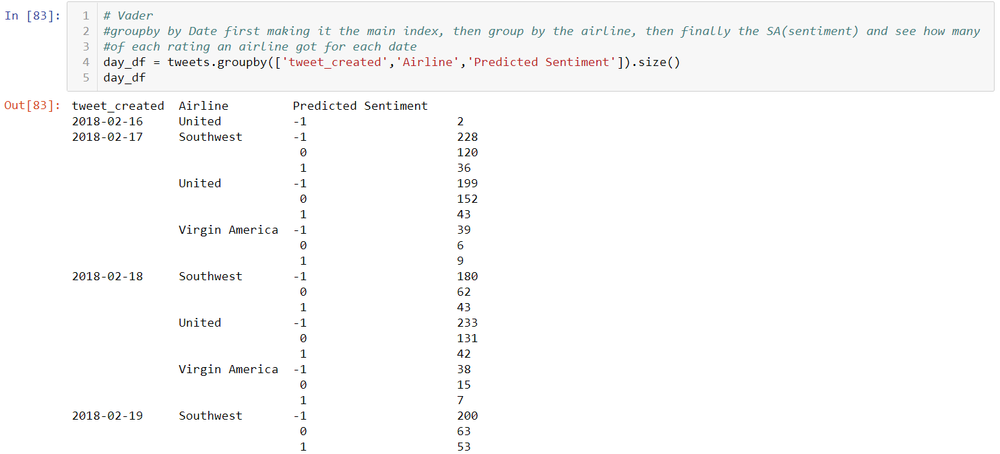 In [83]:
1 # Vader
2 #groupby by Date first making it the main index, then group by the airline, then finally the SA(sentiment) and see how many
3 #of each rating an airline got for each date
4 day_df = tweets.groupby(['tweet_created','Airline','Predicted Sentiment']).size()
5 day_df
Out[83]: tweet_created Airline Predicted Sentiment
2018-02-16 United -1 2
2018-02-17 Southwest -1 228
0 120
1 36
United -1 199
0 152
1 43
Virgin America -1 39
0 6
1 9
2018-02-18 Southwest -1 180
0 62
1 43
United -1 233
0 131
1 42
Virgin America -1 38
0 15
1 7
2018-02-19 Southwest -1 200
0 63
1 53